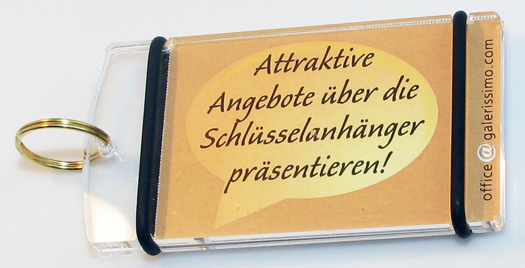 Attraktive
Angebote über die
Schlüsselanhänger
präsentieren!
office@galerissimo.com